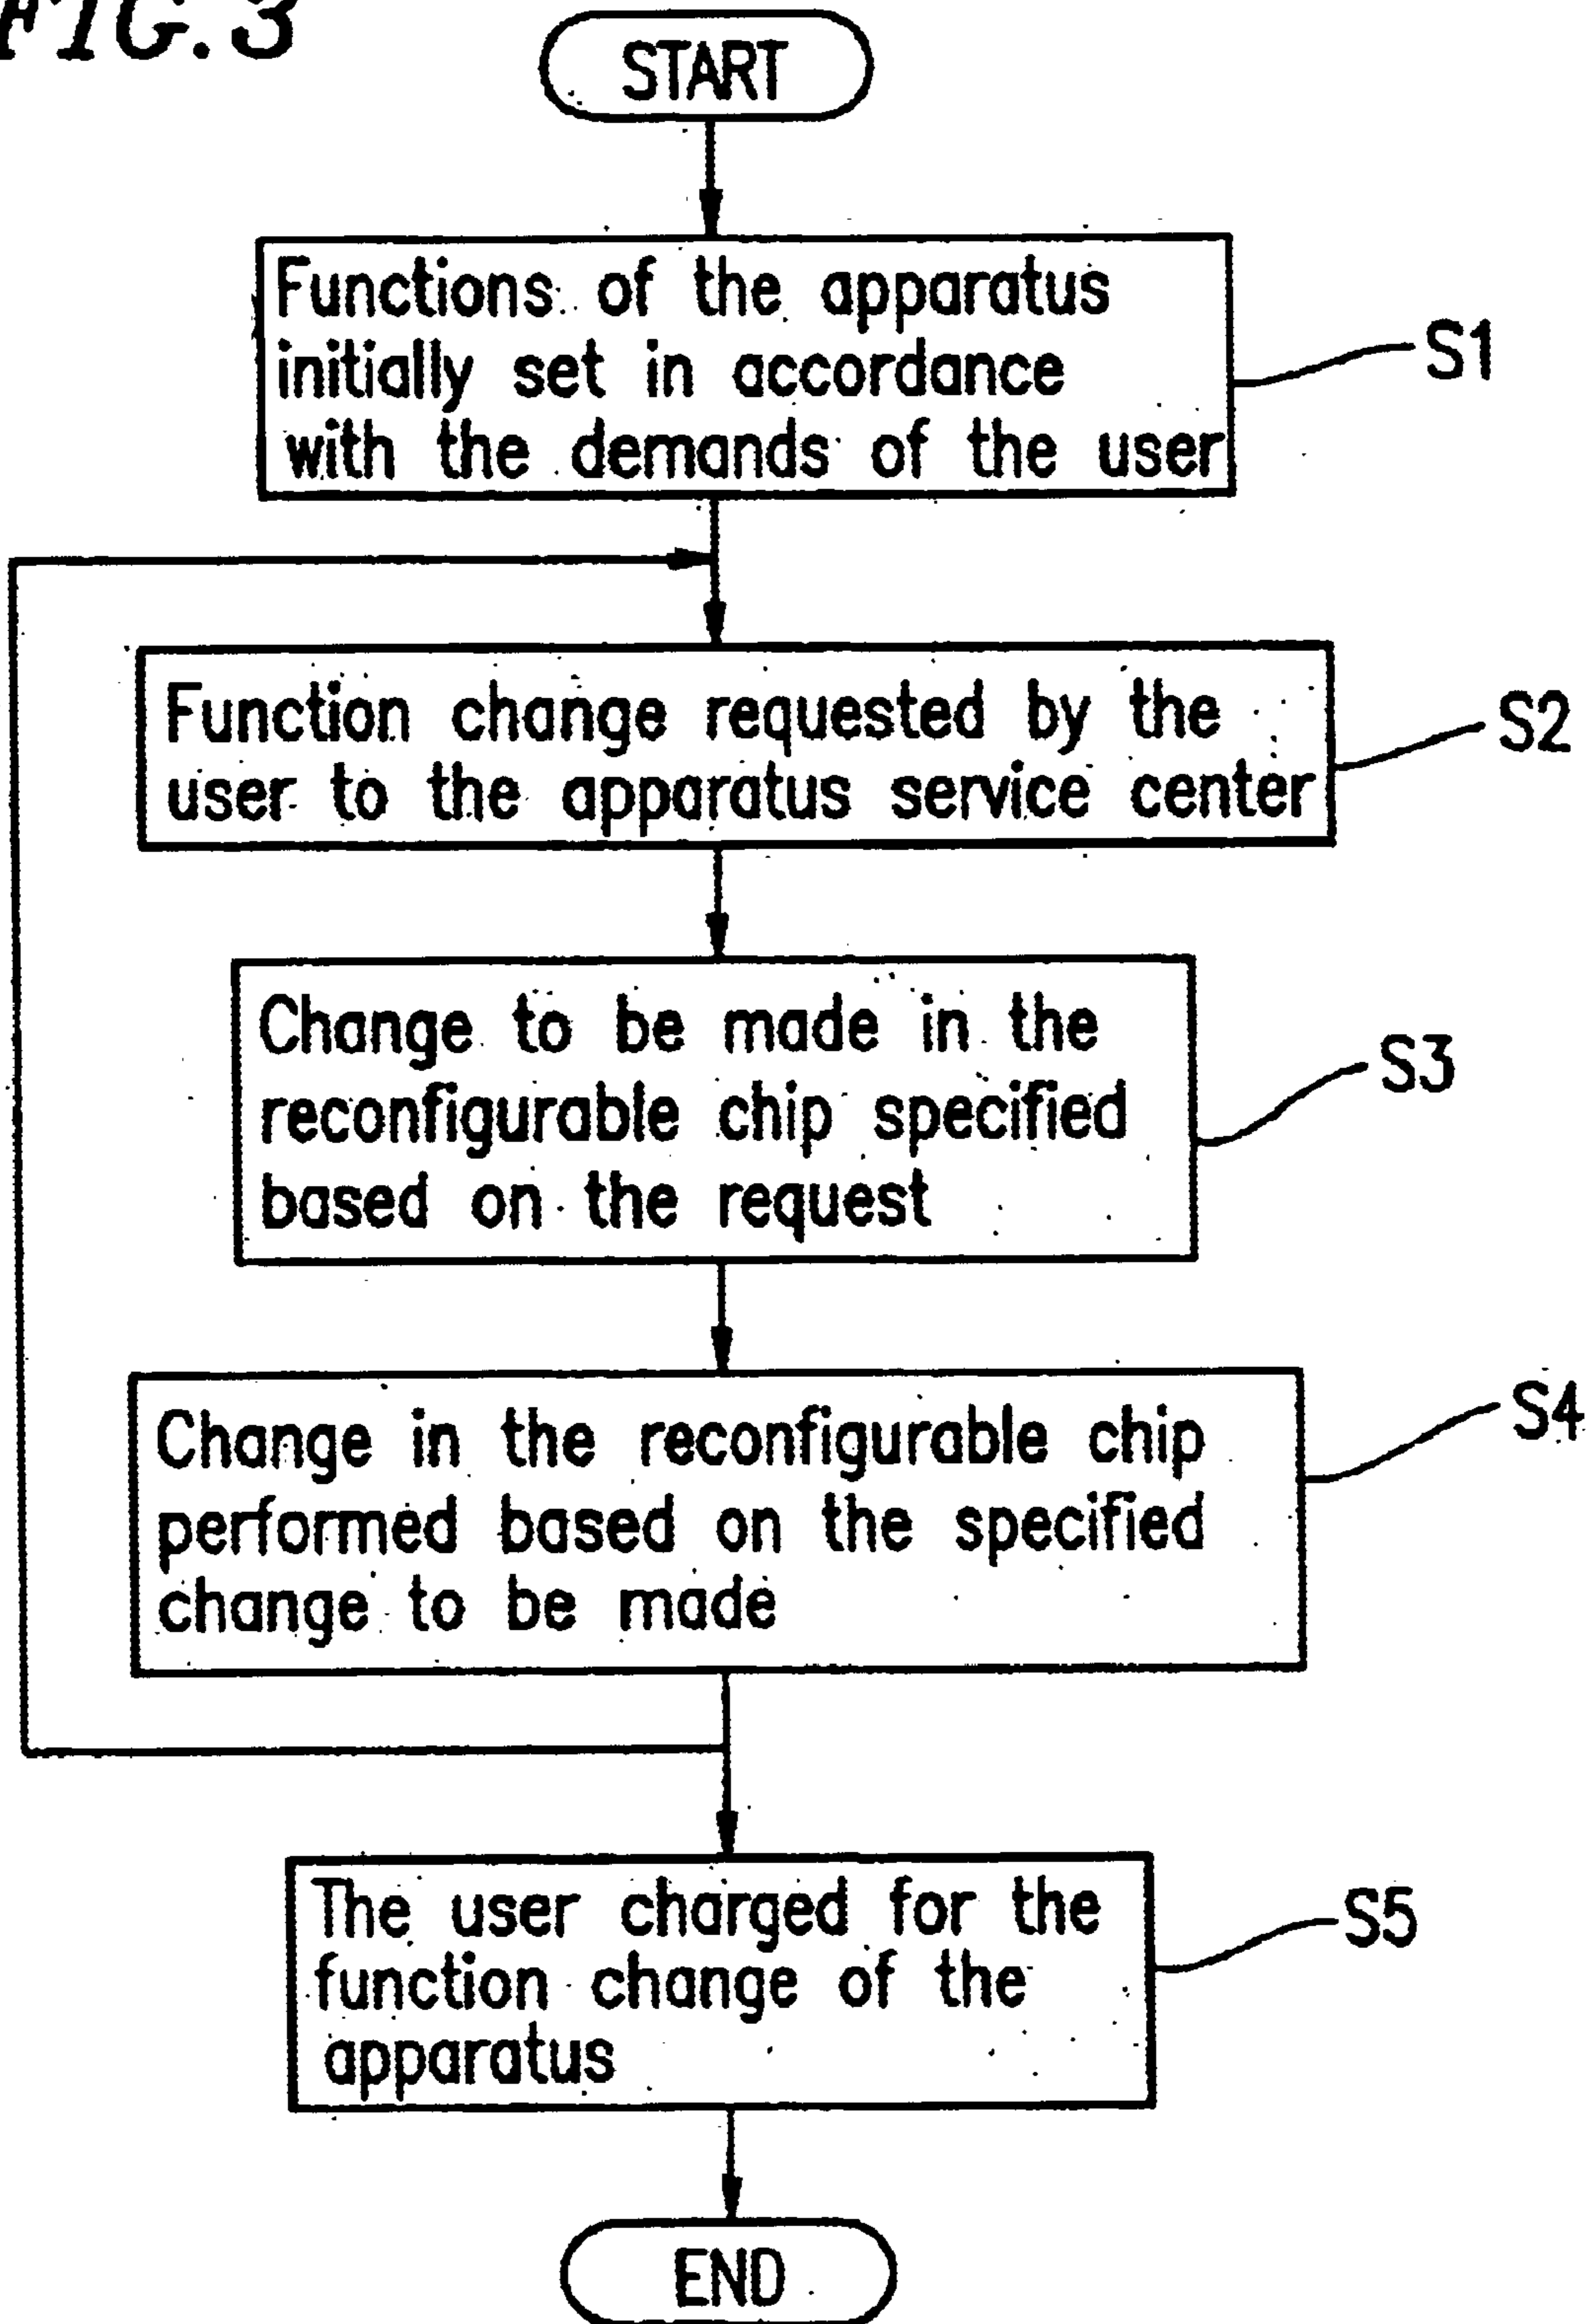 FIG.3
START
Functions of the apparatus
initially set in accordance
with the demands of the user
S1
Function change requested by the
user to the apparatus service center
S2
Change to be made in the
reconfigurable chip specified
based on the request
S3
Change in the reconfigurable chip
performed based on the specified
change to be made
S4
The user charged for the
function change of the
apparatus
S5
END